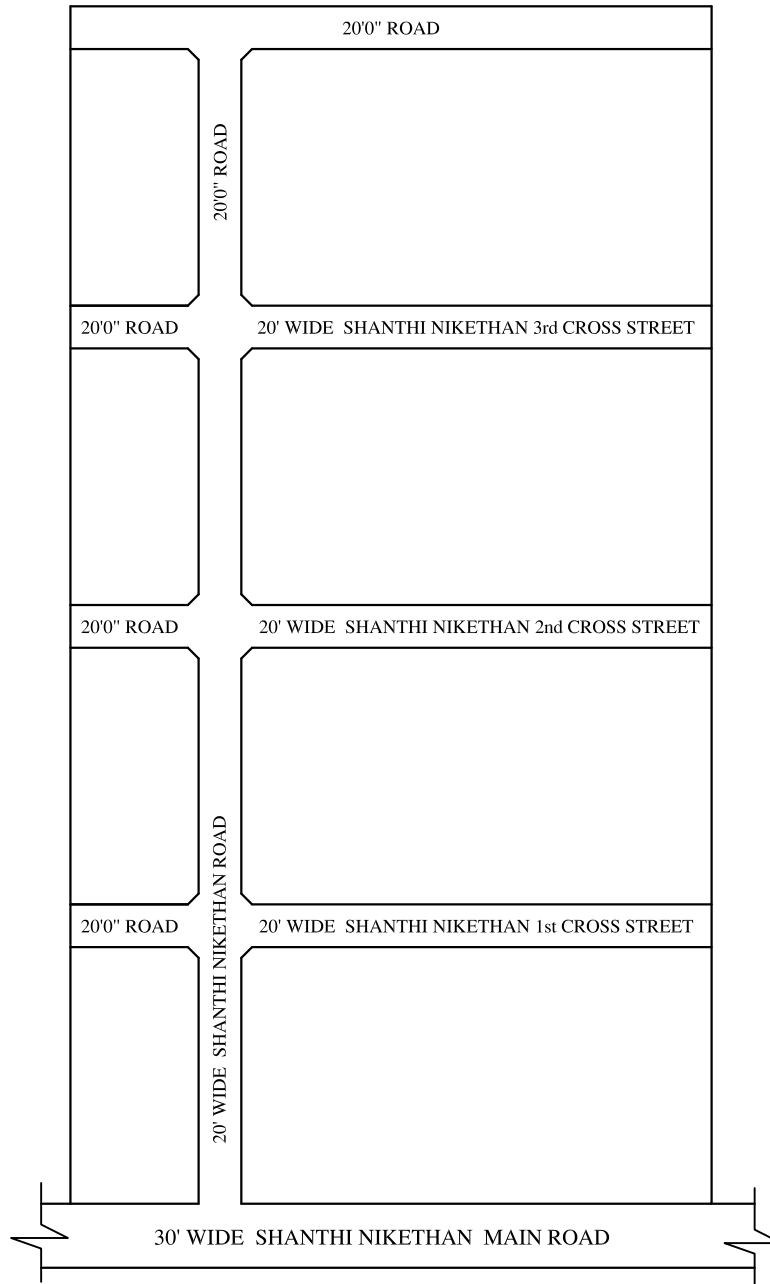 20'0" ROAD
20'0" ROAD
20'0" ROAD
20' WIDE SHANTHI NIKETHAN 3rd CROSS STREET
20'0" ROAD
20' WIDE SHANTHI NIKETHAN 2nd CROSS STREET
20' WIDE SHANTHI NIKETHAN ROAD
20'0" ROAD
20' WIDE SHANTHI NIKETHAN 1st CROSS STREET
30' WIDE SHANTHI NIKETHAN MAIN ROAD